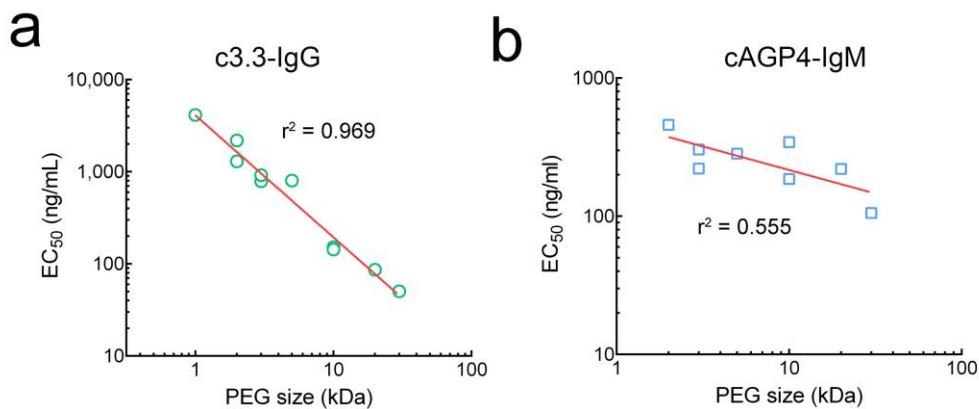 a
c3.3-IgG
10,000
1,000
100
10
EC50 (ng/mL)
r² = 0.969
1
10
100
PEG size (kDa)
b
cAGP4-IgM
1000
100
10
EC50 (ng/ml)
r² = 0.555
1
10
100
PEG size (kDa)